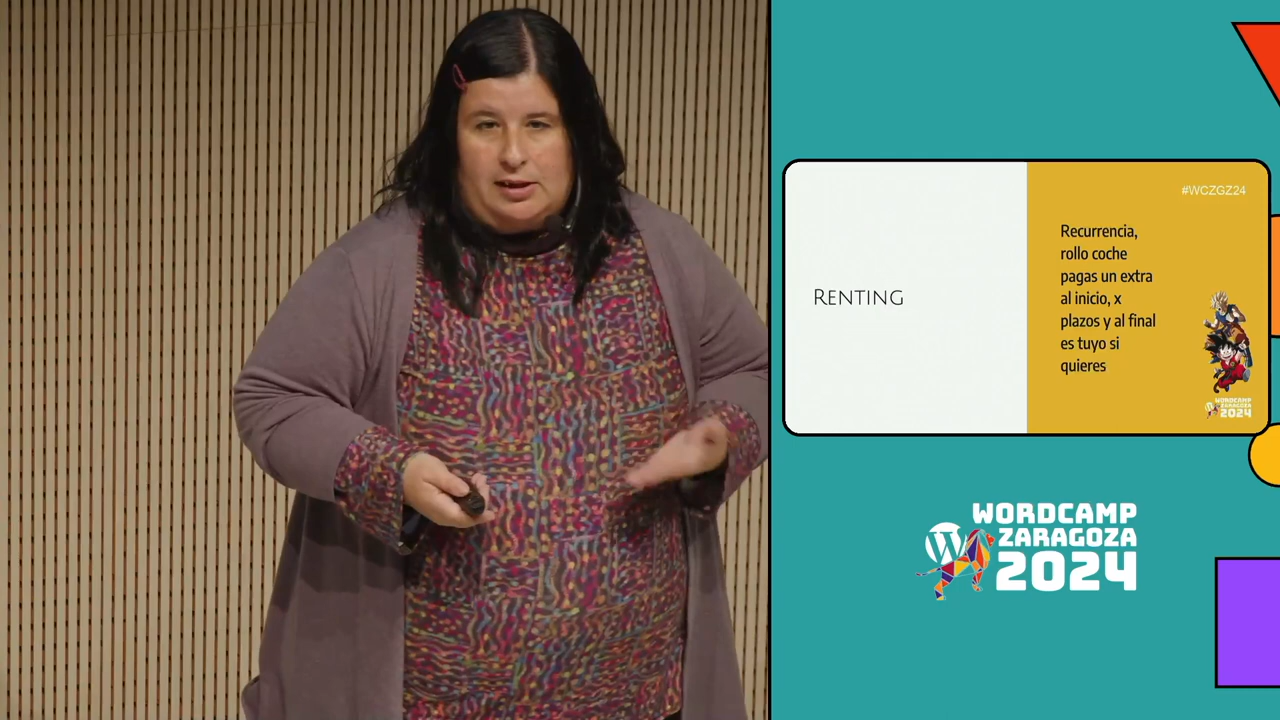 #WCZGZ24
Renting
Recurrencia,
rollo coche
pagas un extra
al inicio, x
plazos y al final
es tuyo si
quieres
WORDCAMP
ZARAGOZA
2024
WORDCAMP
ZARAGOZA
2024